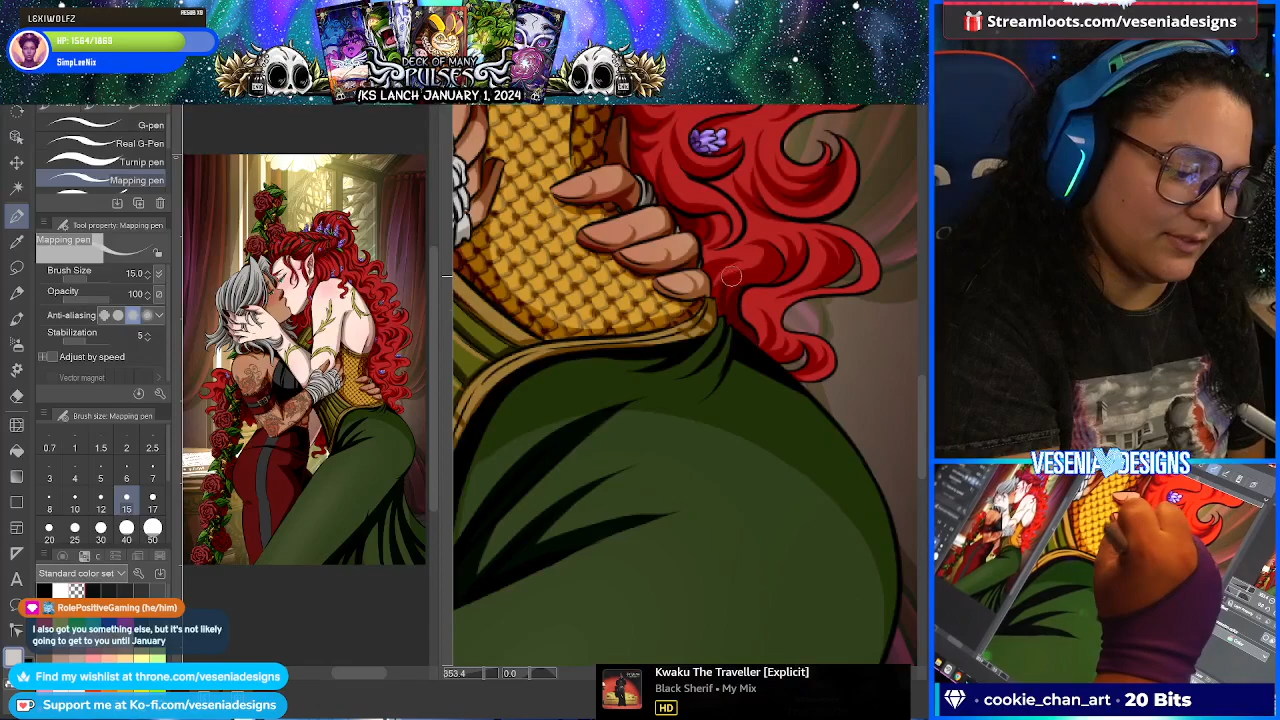 LEXIWOLFZ
HP: 1564/1869
SimpLeeNix
DECK OF MANY
PULSES
!KS LANCH JANUARY 1, 2024
Streamloots.com/veseniadesigns
G-pen
Real G-Pen
Turnip pen
Mapping pen
Tool property: Mapping pen
Mapping pen
Brush Size 15.0
Opacity 100
Anti-aliasing
Stabilization 5
Adjust by speed
Vector magnet
Brush size: Mapping pen
0.7 1 1.5 2 2.5
3 4 5 6 7
8 10 12 15 17
20 25 30 40 50
Standard color set
RolePositiveGaming (he/him)
I also got you something else, but it's not likely
going to get to you until January
Find my wishlist at throne.com/veseniadesigns
Support me at Ko-fi.com/veseniadesigns
353.4 0.0
Kwaku The Traveller [Explicit]
Black Sherif • My Mix
HD
VESENIA DESIGNS
cookie_chan_art • 20 Bits